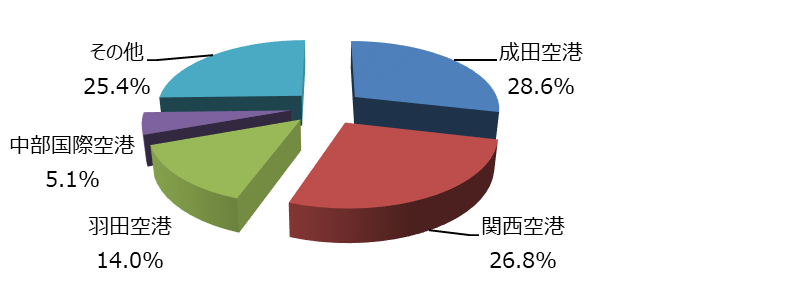 その他
25.4%
成田空港
28.6%
中部国際空港
5.1%
羽田空港
14.0%
関西空港
26.8%